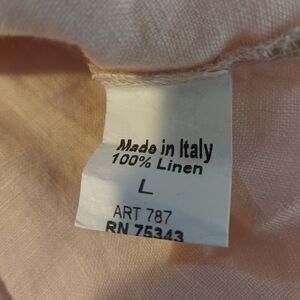 Made in Italy
100% Linen
L
ART 787
RN 75343